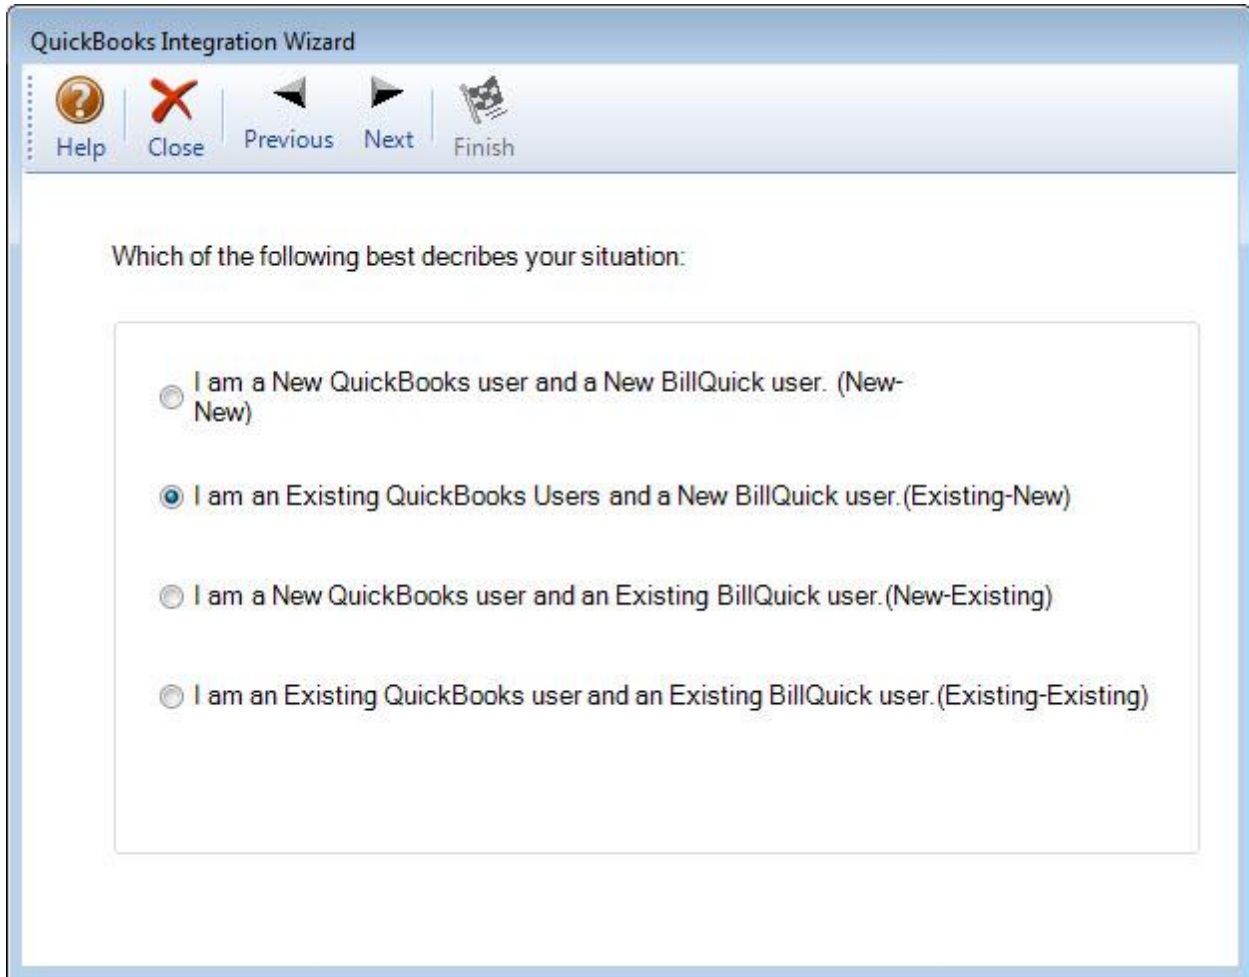 QuickBooks Integration Wizard
Help
Close
Previous
Next
Finish
Which of the following best decribes your situation:
I am a New QuickBooks user and a New BillQuick user. (New-
New)
I am an Existing QuickBooks Users and a New BillQuick user.(Existing-New)
I am a New QuickBooks user and an Existing BillQuick user.(New-Existing)
I am an Existing QuickBooks user and an Existing BillQuick user.(Existing-Existing)